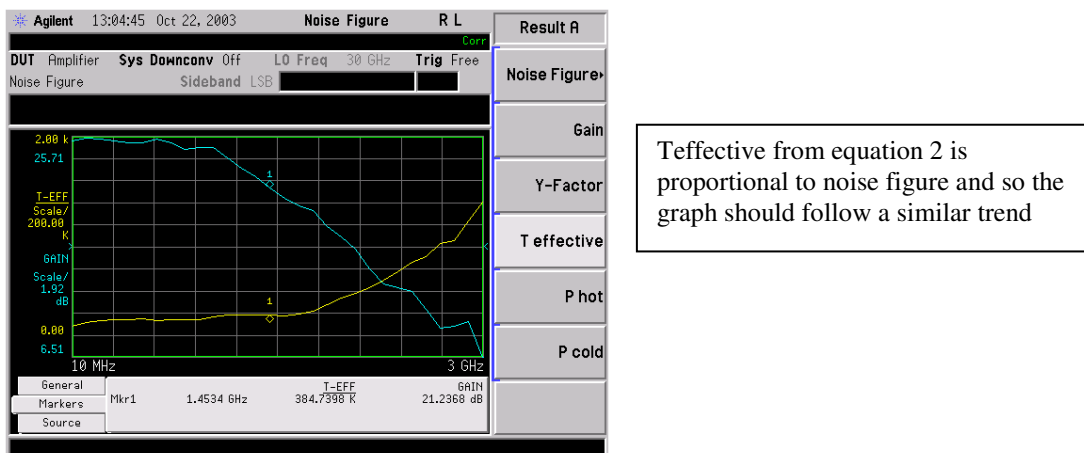 Agilent 13:04:45 Oct 22, 2003 Noise Figure R L
Corr
DUT Amplifier Sys Downconv Off LO Freq 30 GHz Trig Free
Noise Figure Sideband LSB
2.00 k
25.71
T-EFF
Scale/
200.00
K
GAIN
Scale/
1.92
dB
0.00
6.51
1
1
10 MHz 3 GHz
General
Markers
Source
T-EFF GAIN
Mkr1 1.4534 GHz 384.7398 K 21.2368 dB
Result A
Noise Figure
Gain
Y-Factor
T effective
P hot
P cold
Teffective from equation 2 is
proportional to noise figure and so the
graph should follow a similar trend